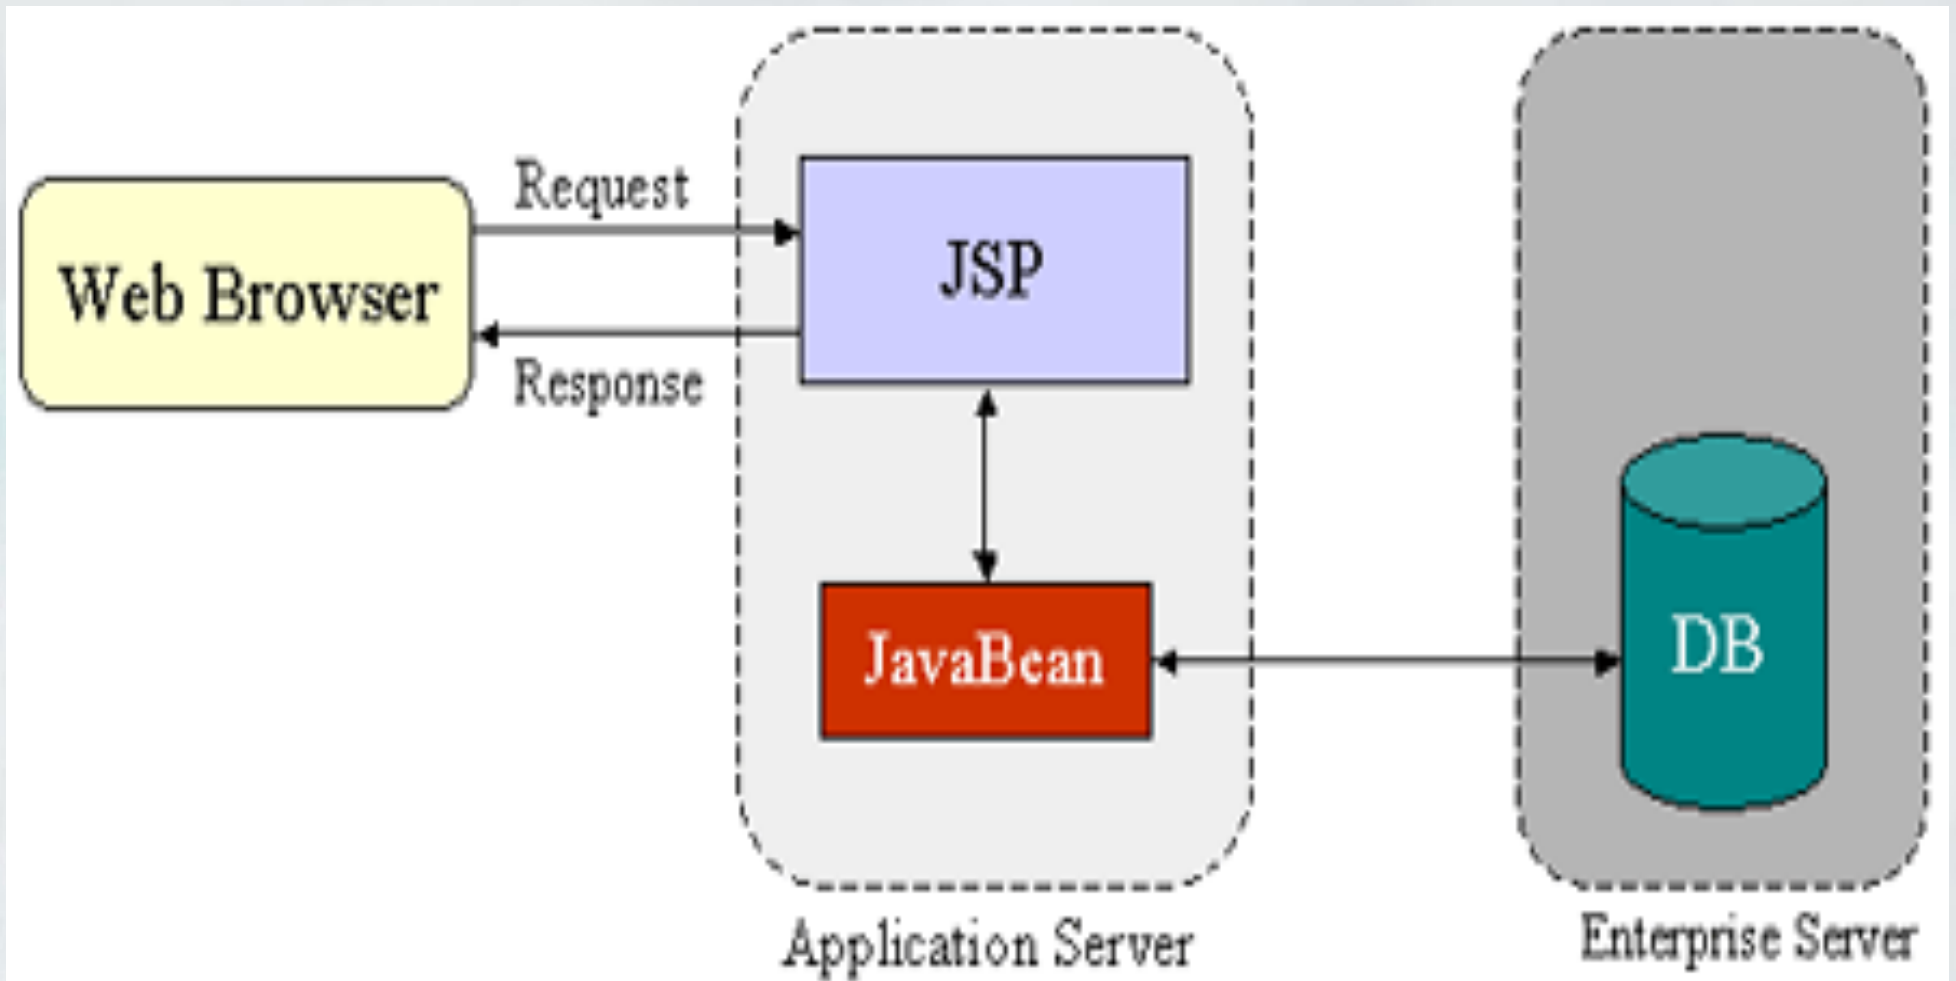 Request
JSP
Web Browser
Response
JavaBean
DB
Application Server
Enterprise Server